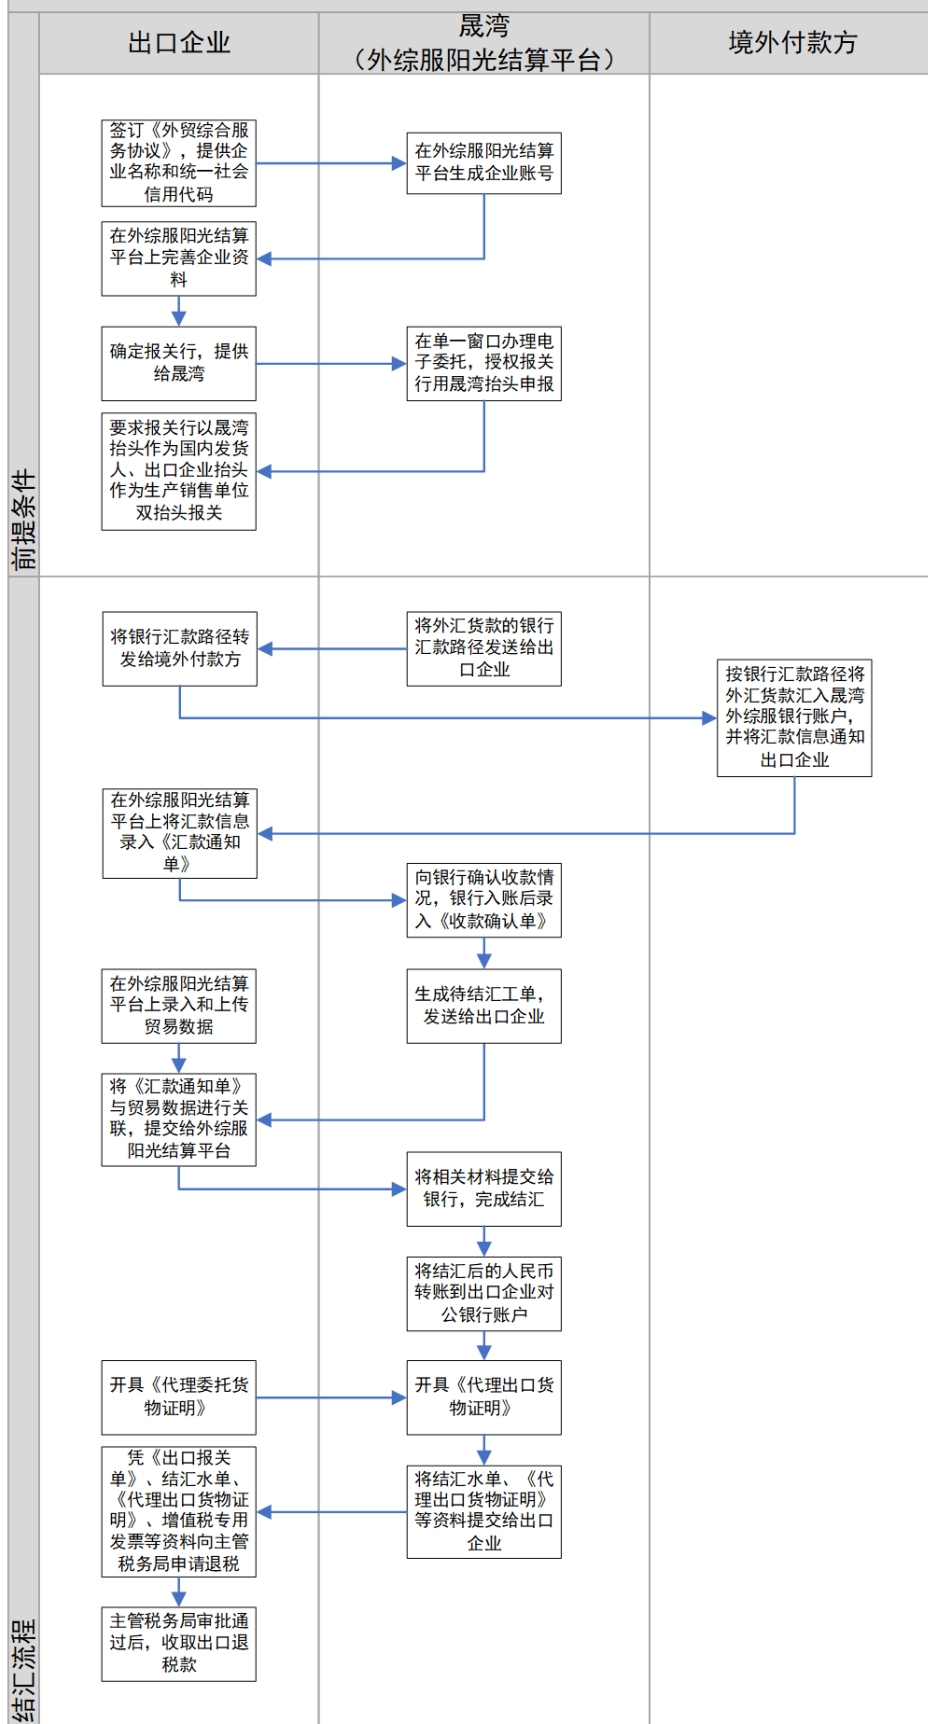 出口企业
晟湾
（外综服阳光结算平台）
境外付款方
前提条件
签订《外贸综合服
务协议》，提供企
业名称和统一社会
信用代码
在外综服阳光结算
平台生成企业账号
在外综服阳光结算
平台上完善企业资
料
确定报关行，提供
给晟湾
在单一窗口办理电
子委托，授权报关
行用晟湾抬头申报
要求报关行以晟湾
抬头作为国内发货
人、出口企业抬头
作为生产销售单位
双抬头报关
结汇流程
将外汇货款的银行
汇款路径发送给出
口企业
将银行汇款路径转
发给境外付款方
按银行汇款路径将
外汇货款汇入晟湾
外综服银行账户，
并将汇款信息通知
出口企业
在外综服阳光结算
平台上将汇款信息
录入《汇款通知
单》
向银行确认收款情
况，银行入账后录
入《收款确认单》
生成待结汇工单，
发送给出口企业
在外综服阳光结算
平台上录入和上传
贸易数据
将《汇款通知单》
与贸易数据进行关
联，提交给外综服
阳光结算平台
将相关材料提交给
银行，完成结汇
将结汇后的人民币
转账到出口企业对
公银行账户
开具《代理委托货
物证明》
开具《代理出口货
物证明》
将结汇水单、《代
理出口货物证明》
等资料提交给出口
企业
凭《出口报关
单》、结汇水单、
《代理出口货物证
明》、增值税专用
发票等资料向主管
税务局申请退税
主管税务局审批通
过后，收取出口退
税款